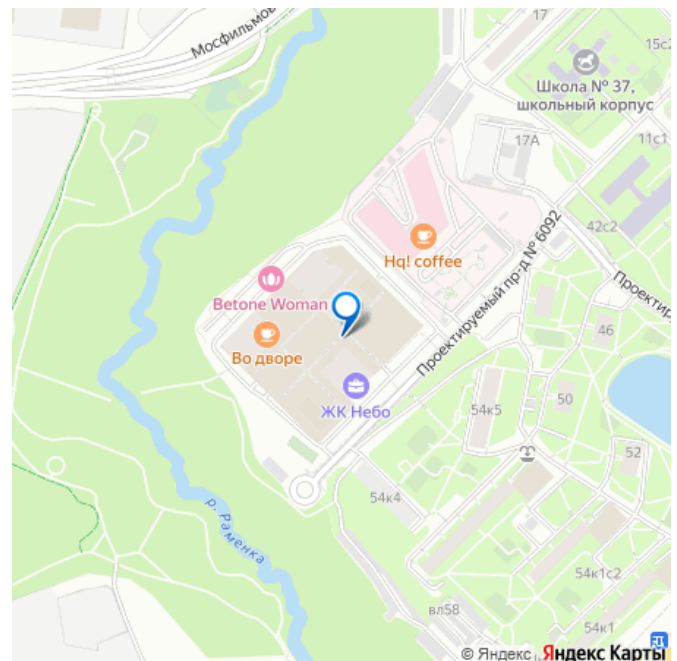 Мосфильмов
17
15с2
Школа № 37,
школьный корпус
17А
11с1
42с2
Hq! coffee
Проектируемый пр-д № 6092
Проектир
Betone Woman
Во дворе
46
ЖК Небо
50
54к5
52
54к4
р. Раменка
54к1с2
вл58
54к1
© Яндекс Яндекс Карты